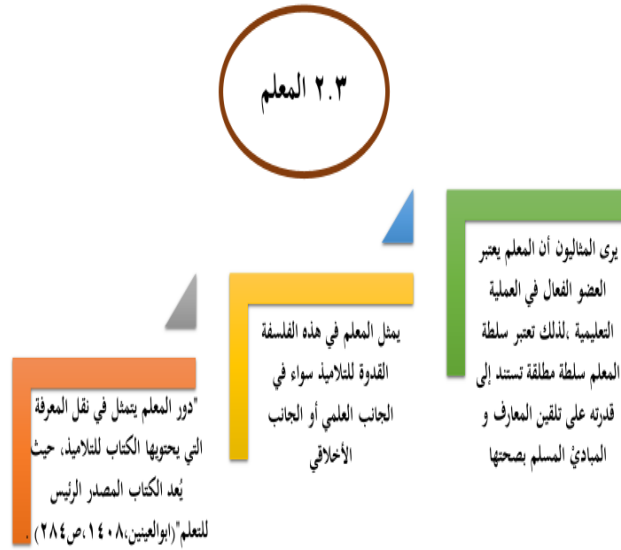 ٢.٣ المعلم
يرى المثاليون أن المعلم يعتبر
العضو الفعال في العملية
التعليمية ،لذلك تعتبر سلطة
المعلم سلطة مطلقة تستند إلى
قدرته على تلقين المعارف و
المبادئ المسلم بصحتها
يمثل المعلم في هذه الفلسفة
القدوة للتلاميذ سواء في
الجانب العلمي أو الجانب
الأخلاقي
"دور المعلم يتمثل في نقل المعرفة
التي يحتويها الكتاب للتلاميذ، حيث
يُعد الكتاب المصدر الرئيس
للتعلم"(ابوالعينين،١٤٠٨،ص٢٨٤) .